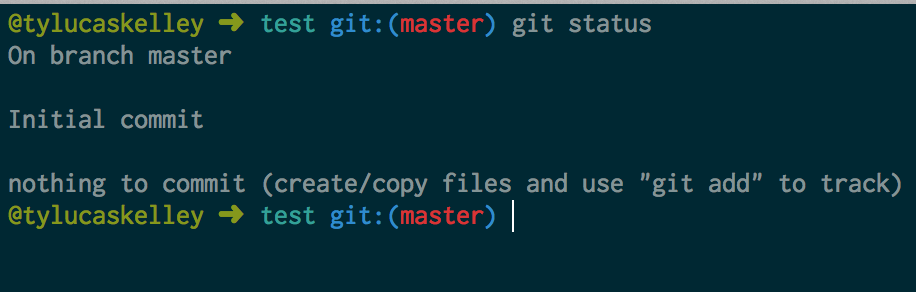 @tylucaskelley ➜ test git:(master) git status
On branch master
Initial commit
nothing to commit (create/copy files and use "git add" to track)
@tylucaskelley ➜ test git:(master)